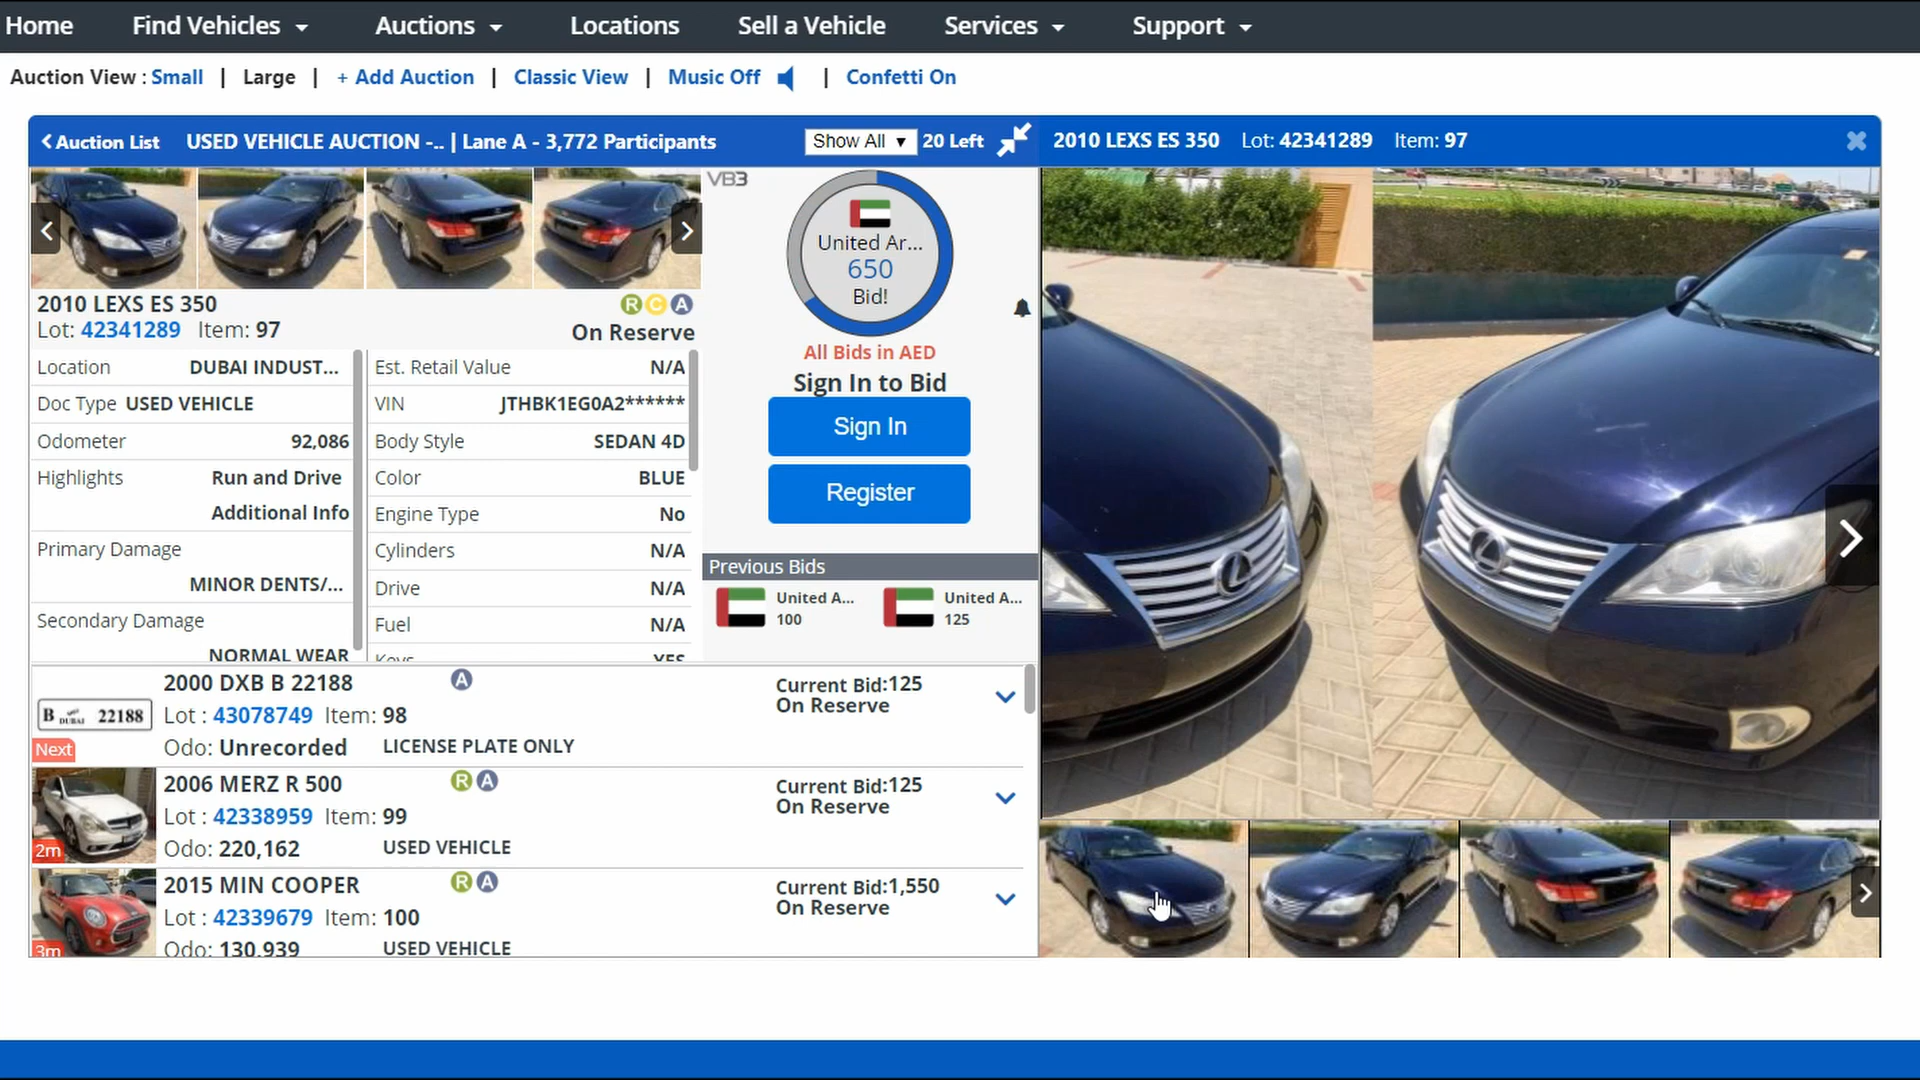 Home Find Vehicles Auctions Locations Sell a Vehicle Services Support
Auction View : Small | Large | + Add Auction | Classic View | Music Off | Confetti On
Auction List USED VEHICLE AUCTION -.. | Lane A - 3,772 Participants Show All 20 Left
2010 LEXS ES 350 Lot: 42341289 Item: 97
VB3
United Ar...
650
Bid!
2010 LEXS ES 350 R C A
Lot: 42341289 Item: 97 On Reserve
Location DUBAI INDUST...
Doc Type USED VEHICLE
Odometer 92,086
Highlights Run and Drive
Additional Info
Primary Damage
MINOR DENTS/...
Secondary Damage
NORMAL WEAR
Est. Retail Value N/A
VIN JTHBK1EG0A2******
Body Style SEDAN 4D
Color BLUE
Engine Type No
Cylinders N/A
Drive N/A
Fuel N/A
Keys YES
All Bids in AED
Sign In to Bid
Sign In
Register
Previous Bids
United A... United A...
100 125
2000 DXB B 22188 A
Lot : 43078749 Item: 98
Odo: Unrecorded LICENSE PLATE ONLY
Current Bid:125
On Reserve
B DUBAI 22188
Next
2006 MERZ R 500 R A
Lot : 42338959 Item: 99
Odo: 220,162 USED VEHICLE
Current Bid:125
On Reserve
2m
2015 MIN COOPER R A
Lot : 42339679 Item: 100
Odo: 130,939 USED VEHICLE
Current Bid:1,550
On Reserve
3m